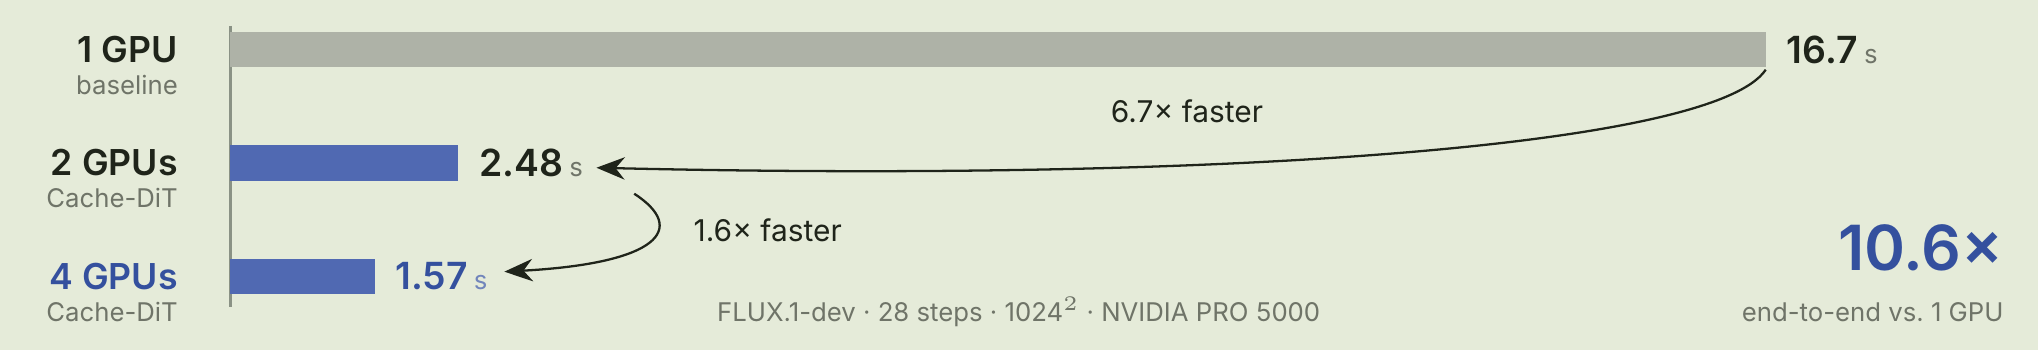 1 GPU
baseline
16.7 s
6.7× faster
2 GPUs
Cache-DiT
2.48 s
1.6× faster
4 GPUs
Cache-DiT
1.57 s
10.6×
end-to-end vs. 1 GPU
FLUX.1-dev · 28 steps · 1024² · NVIDIA PRO 5000